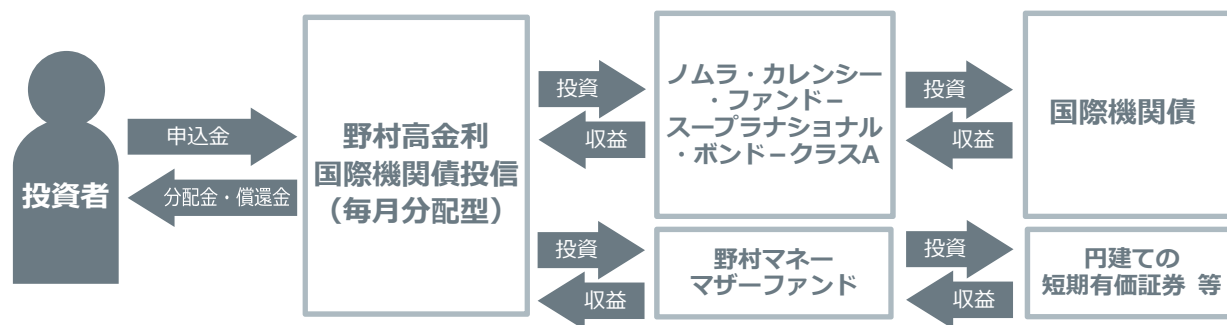 投資者
申込金
分配金・償還金
野村高金利
国際機関債投信
（毎月分配型）
投資
収益
ノムラ・カレンシー
・ファンド－
スープラナショナル
・ボンド－クラスA
投資
収益
国際機関債
投資
収益
野村マネー
マザーファンド
投資
収益
円建ての
短期有価証券 等